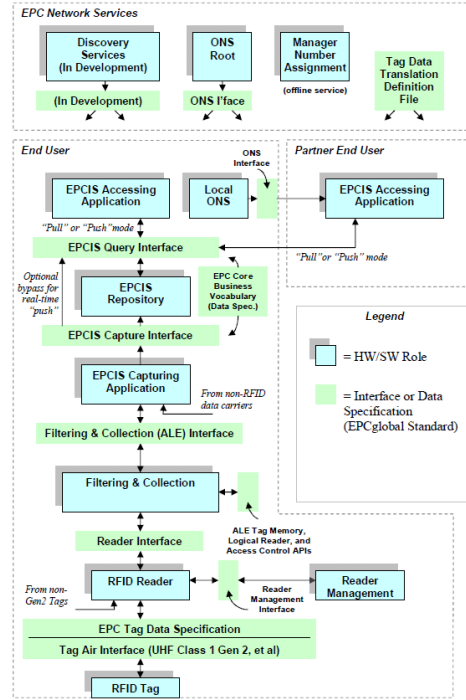 EPC Network Services
Discovery
Services
(In Development)
ONS
Root
Manager
Number
Assignment
(offline service)
Tag Data
Translation
Definition
File
(In Development)
ONS I'face
End User
ONS
Interface
Partner End User
EPCIS Accessing
Application
Local
ONS
EPCIS Accessing
Application
"Pull" or "Push" mode
"Pull" or "Push" mode
EPCIS Query Interface
Optional
bypass for
real-time
"push"
EPCIS
Repository
EPC Core
Business
Vocabulary
(Data Spec.)
EPCIS Capture Interface
EPCIS Capturing
Application
From non-RFID
data carriers
Filtering & Collection (ALE) Interface
Filtering & Collection
ALE Tag Memory,
Logical Reader, and
Access Control APIs
Reader Interface
From non-
Gen2 Tags
RFID Reader
Reader
Management
Interface
Reader
Management
EPC Tag Data Specification
Tag Air Interface (UHF Class 1 Gen 2, et al)
RFID Tag
Legend
= HW/SW Role
= Interface or Data
Specification
(EPCglobal Standard)